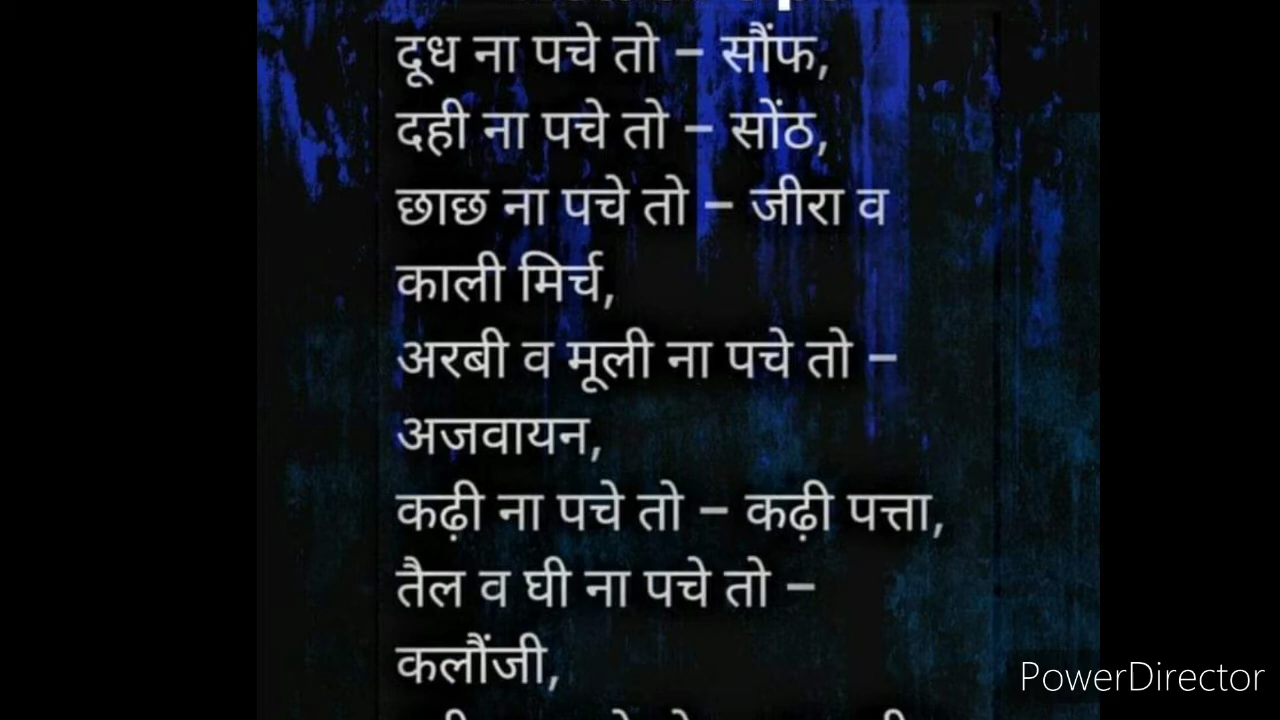 दूध ना पचे तो – सौंफ,
दही ना पचे तो – सोंठ,
छाछ ना पचे तो – जीरा व
काली मिर्च,
अरबी व मूली ना पचे तो –
अजवायन,
कढ़ी ना पचे तो – कढ़ी पत्ता,
तैल व घी ना पचे तो –
कलौंजी,
PowerDirector